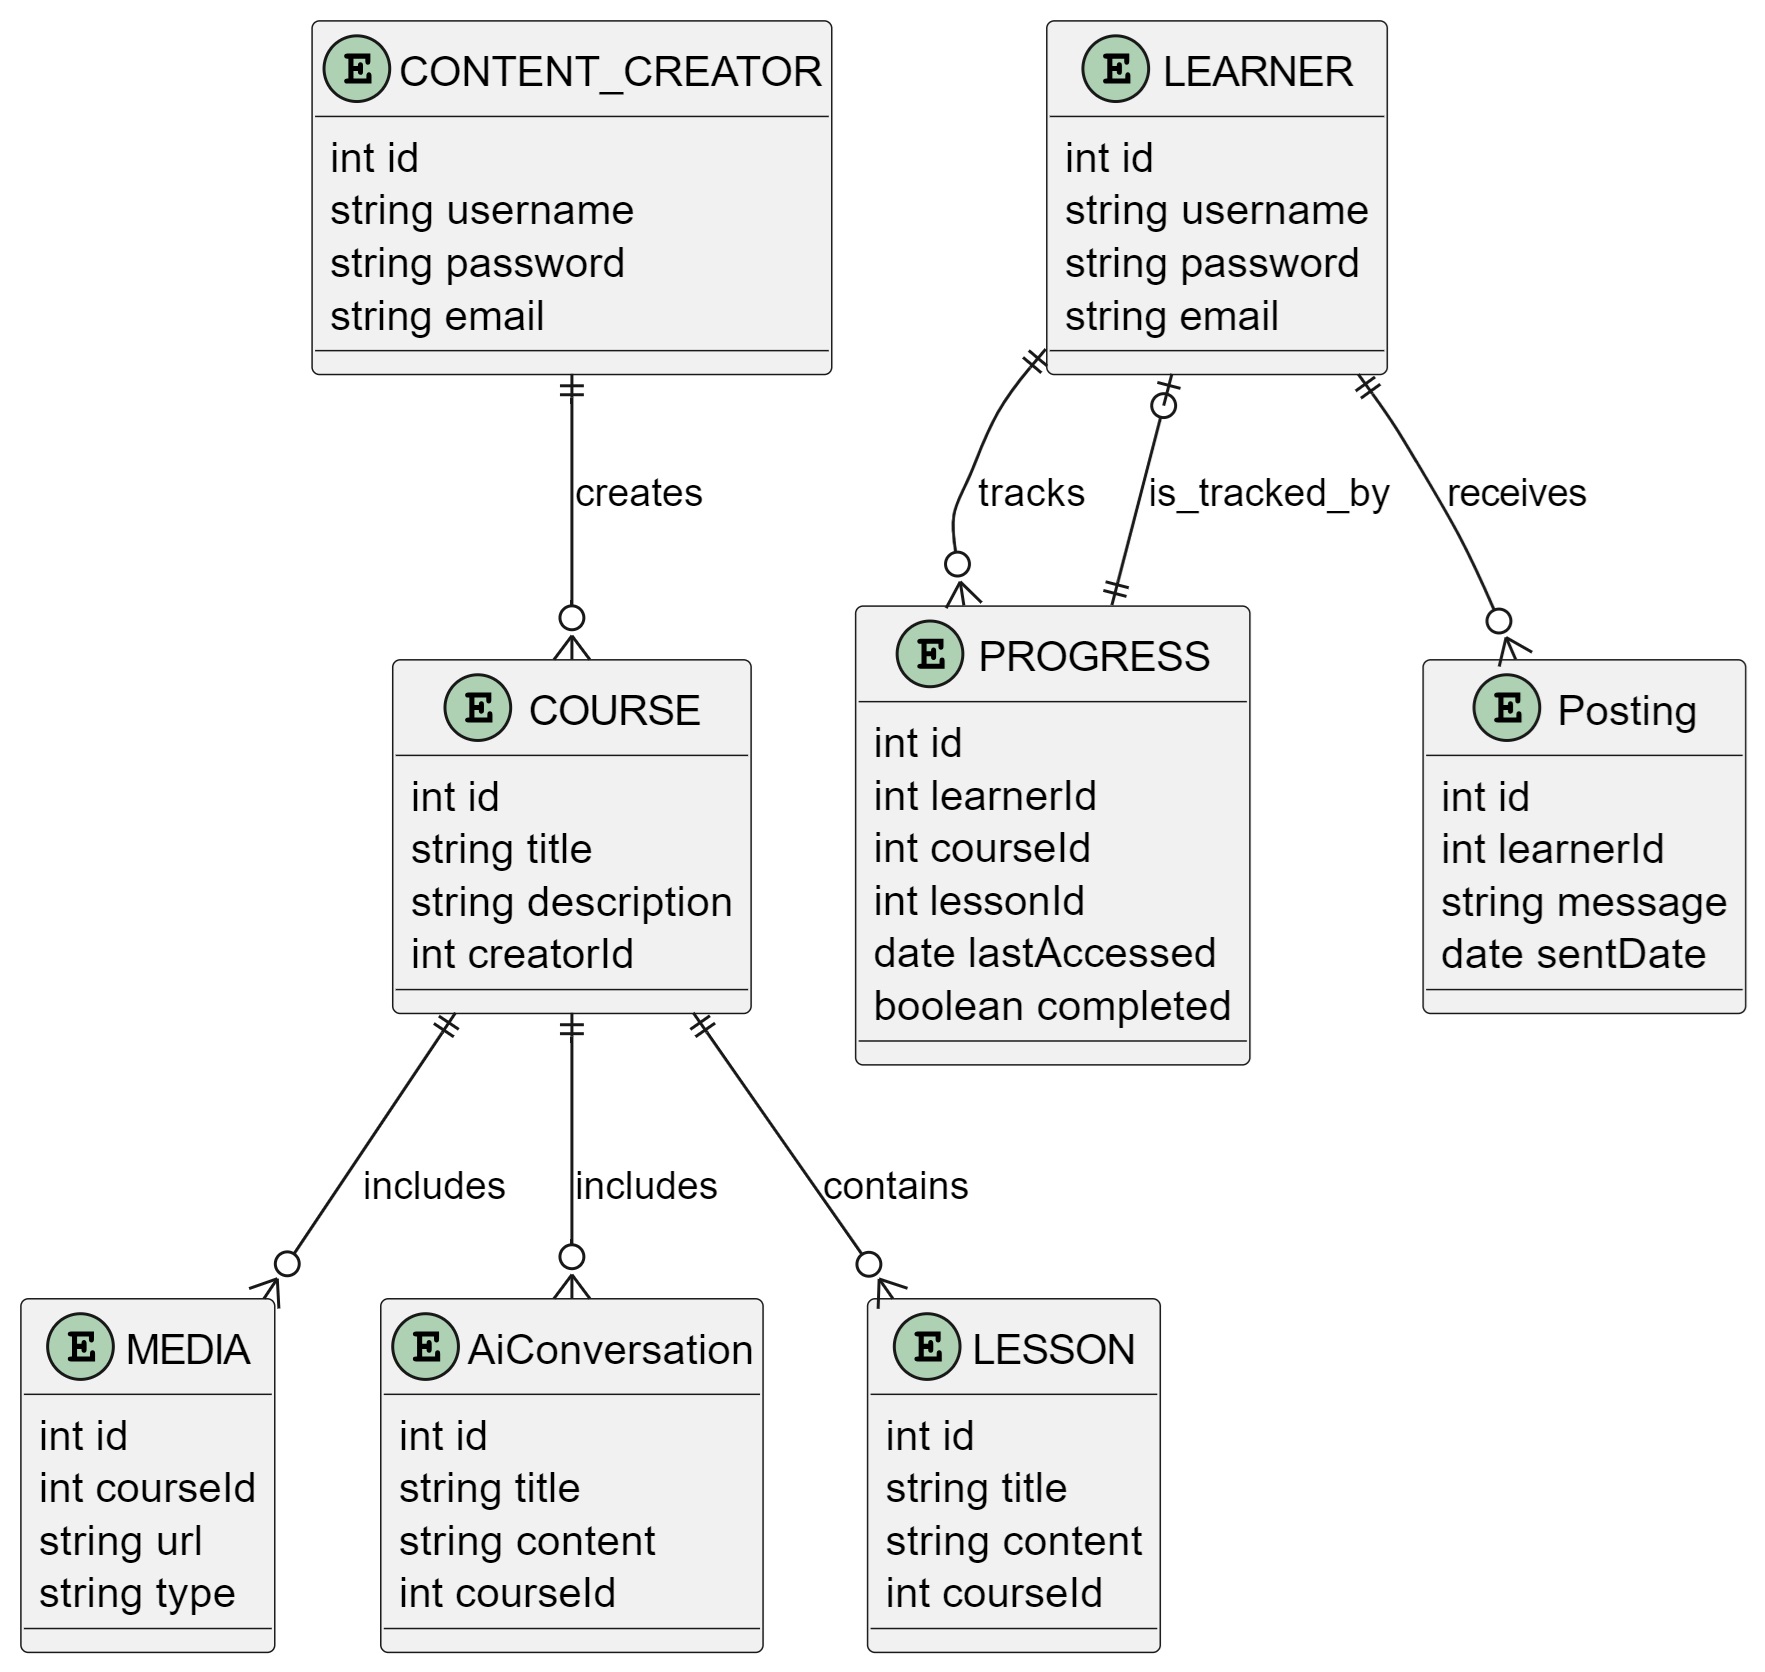 E CONTENT_CREATOR
int id
string username
string password
string email
E LEARNER
int id
string username
string password
string email
creates
tracks
is_tracked_by
receives
E COURSE
int id
string title
string description
int creatorId
E PROGRESS
int id
int learnerId
int courseId
int lessonId
date lastAccessed
boolean completed
E Posting
int id
int learnerId
string message
date sentDate
includes
includes
contains
E MEDIA
int id
int courseId
string url
string type
E AiConversation
int id
string title
string content
int courseId
E LESSON
int id
string title
string content
int courseId